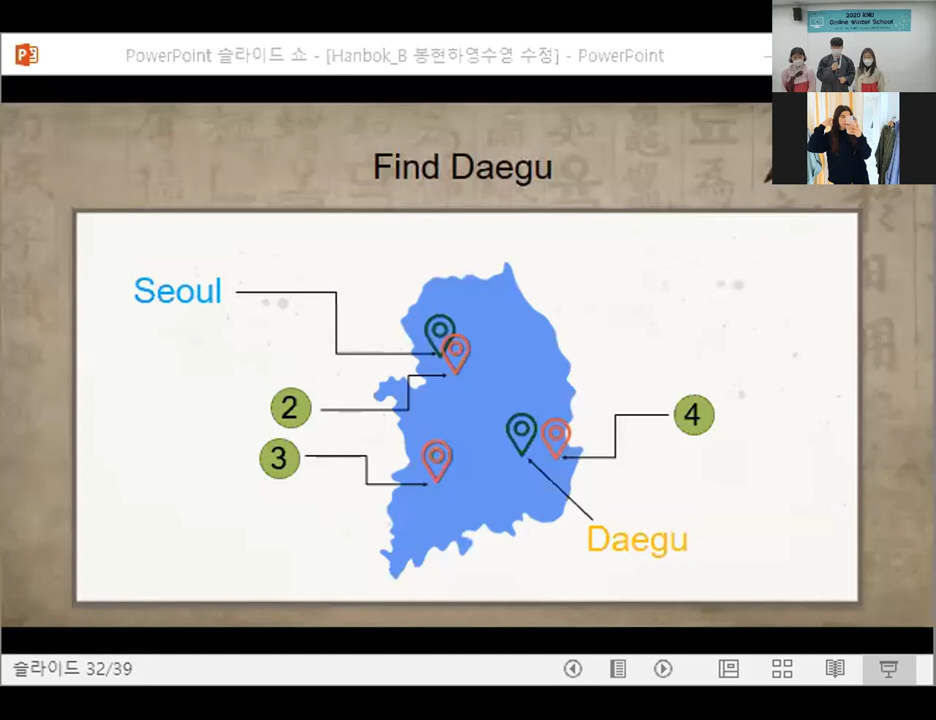 PowerPoint 슬라이드 쇼 - [Hanbok_B 봉현하영수영 수정] - PowerPoint
2020 KNU
Online Winter School
Find Daegu
Seoul
2
3
4
Daegu
슬라이드 32/39